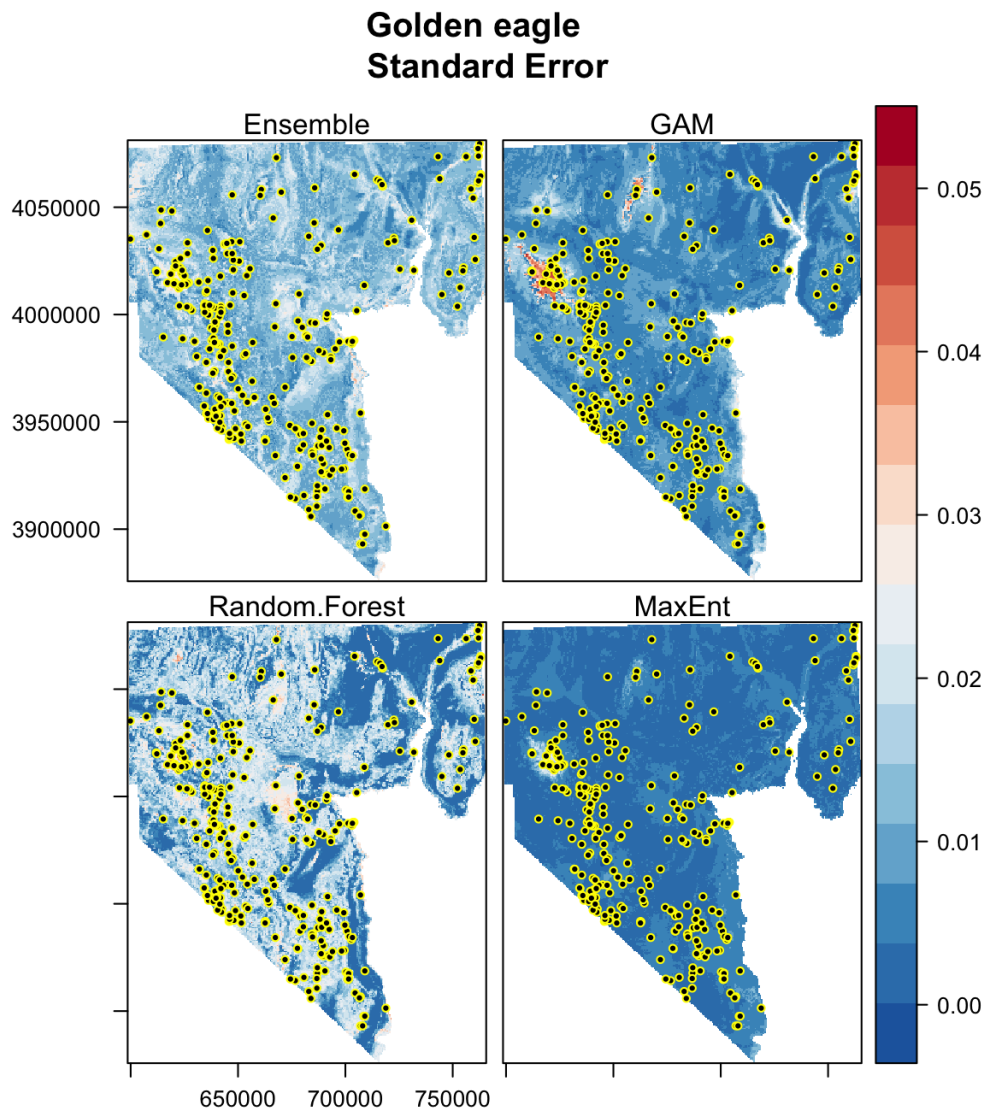 Golden eagle
Standard Error
Ensemble
GAM
4050000
4000000
3950000
3900000
0.05
0.04
0.03
0.02
0.01
0.00
Random.Forest
MaxEnt
650000
700000
750000